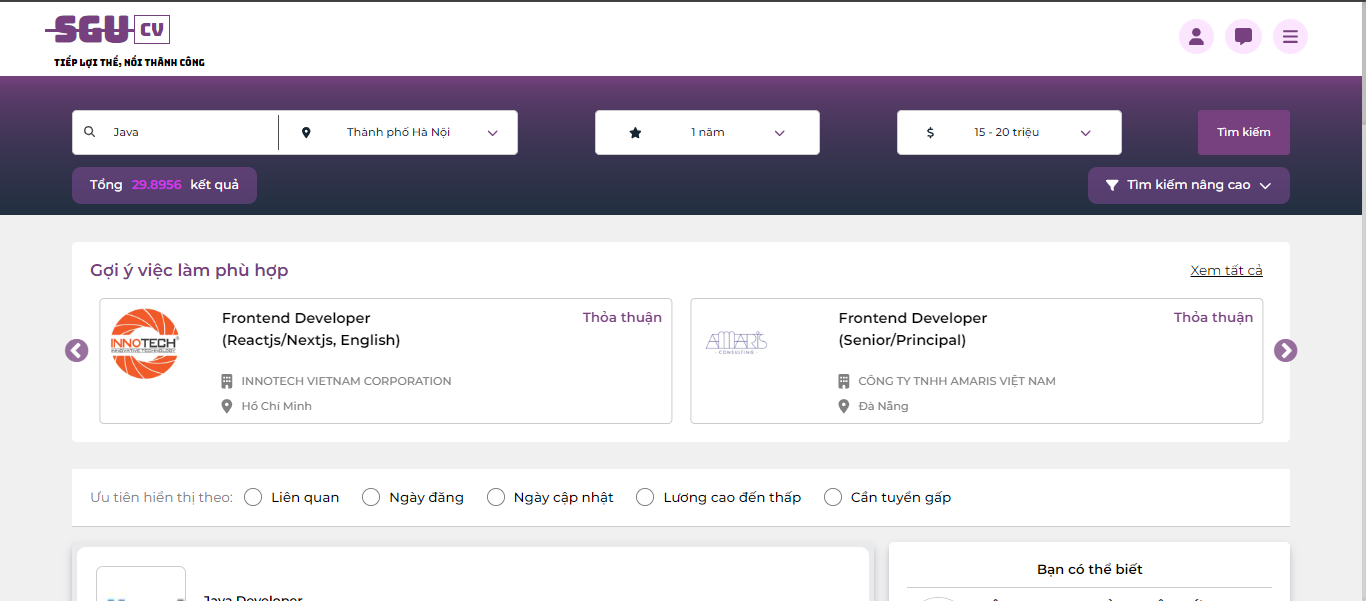 SGU CV
TIẾP LỢI THẾ, NỐI THÀNH CÔNG
Java
Thành phố Hà Nội
1 năm
$
15 - 20 triệu
Tìm kiếm
Tổng 29.8956 kết quả
Tìm kiếm nâng cao
Gợi ý việc làm phù hợp
Xem tất cả
INNOTECH
INNOVATIVE TECHNOLOGY
Frontend Developer
(Reactjs/Nextjs, English)
Thỏa thuận
INNOTECH VIETNAM CORPORATION
Hồ Chí Minh
AMARIS
CONSULTING
Frontend Developer
(Senior/Principal)
Thỏa thuận
CÔNG TY TNHH AMARIS VIỆT NAM
Đà Nẵng
Ưu tiên hiển thị theo:
Liên quan
Ngày đăng
Ngày cập nhật
Lương cao đến thấp
Cần tuyển gấp
Java Developer
Bạn có thể biết